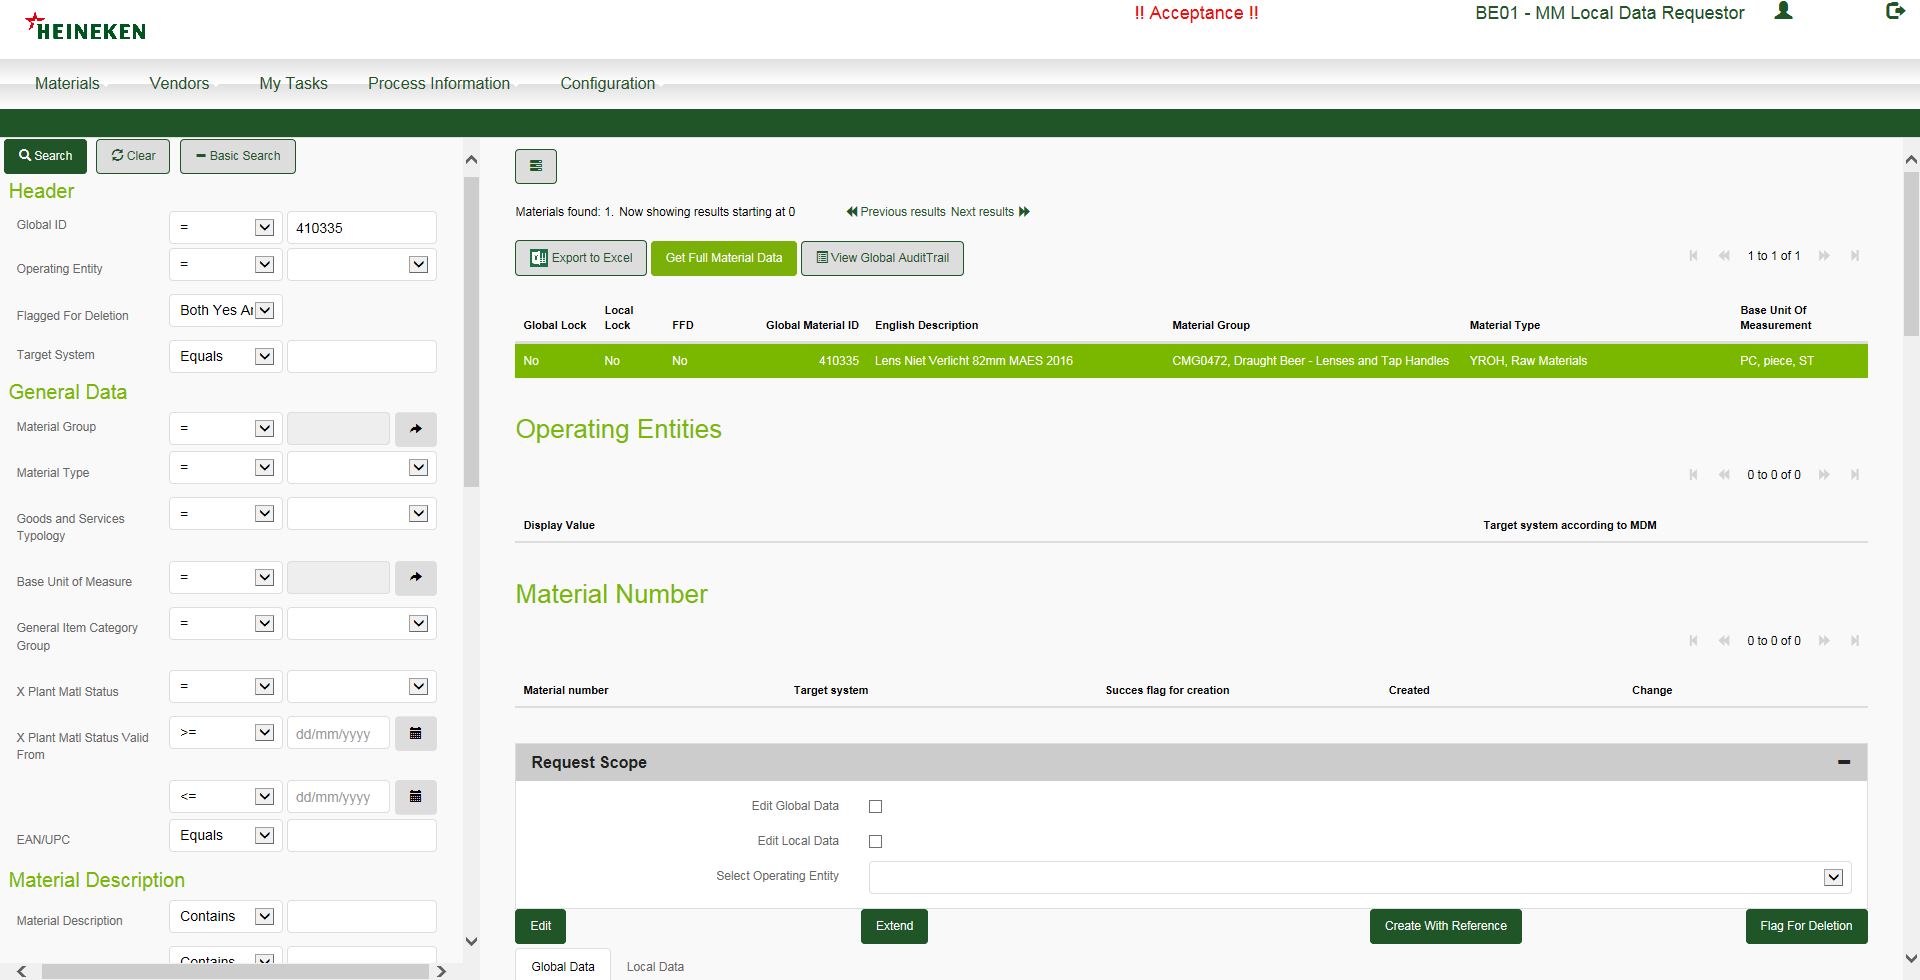 HEINEKEN
!! Acceptance !!
BE01 - MM Local Data Requestor
Materials Vendors My Tasks Process Information Configuration
Search Clear Basic Search
Header
Global ID = 410335
Operating Entity =
Flagged For Deletion Both Yes Ar
Target System Equals
General Data
Material Group =
Material Type =
Goods and Services Typology =
Base Unit of Measure =
General Item Category Group =
X Plant Matl Status =
X Plant Matl Status Valid From >= dd/mm/yyyy
<= dd/mm/yyyy
EAN/UPC Equals
Material Description
Material Description Contains
Contains
Materials found: 1. Now showing results starting at 0 Previous results Next results
Export to Excel Get Full Material Data View Global AuditTrail 1 to 1 of 1
Global Lock Local Lock FFD Global Material ID English Description Material Group Material Type Base Unit Of Measurement
No No No 410335 Lens Niet Verlicht 82mm MAES 2016 CMG0472, Draught Beer - Lenses and Tap Handles YROH, Raw Materials PC, piece, ST
Operating Entities
0 to 0 of 0
Display Value Target system according to MDM
Material Number
0 to 0 of 0
Material number Target system Succes flag for creation Created Change
Request Scope
Edit Global Data
Edit Local Data
Select Operating Entity
Edit Extend Create With Reference Flag For Deletion
Global Data Local Data